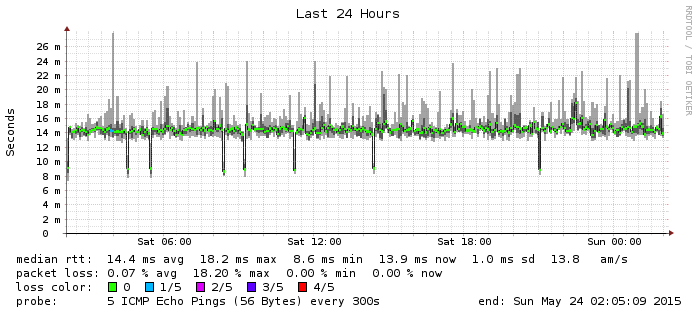 Last 24 Hours
RRDTOOL / TOBI OETIKER
Seconds
26 m
24 m
22 m
20 m
18 m
16 m
14 m
12 m
10 m
8 m
6 m
4 m
2 m
0
Sat 06:00 Sat 12:00 Sat 18:00 Sun 00:00
median rtt: 14.4 ms avg 18.2 ms max 8.6 ms min 13.9 ms now 1.0 ms sd 13.8 am/s
packet loss: 0.07 % avg 18.20 % max 0.00 % min 0.00 % now
loss color: 0 1/5 2/5 3/5 4/5
probe: 5 ICMP Echo Pings (56 Bytes) every 300s end: Sun May 24 02:05:09 2015